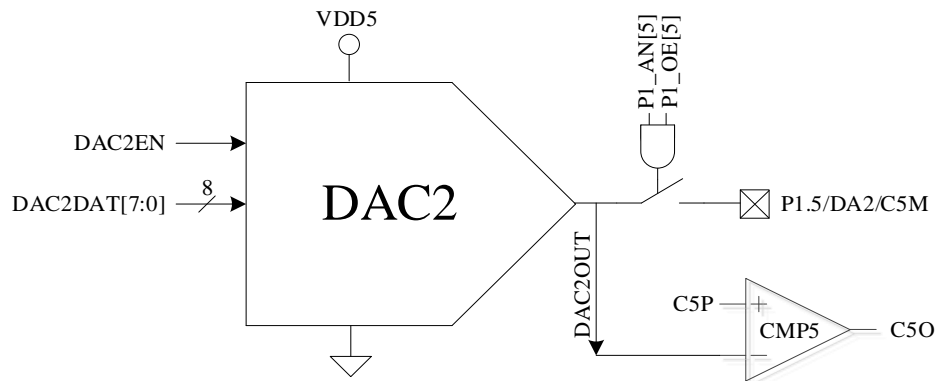 VDD5
P1_AN[5]
P1_OE[5]
DAC2EN
DAC2DAT[7:0]
8
DAC2
P1.5/DA2/C5M
DAC2OUT
C5P
+
CMP5
C5O